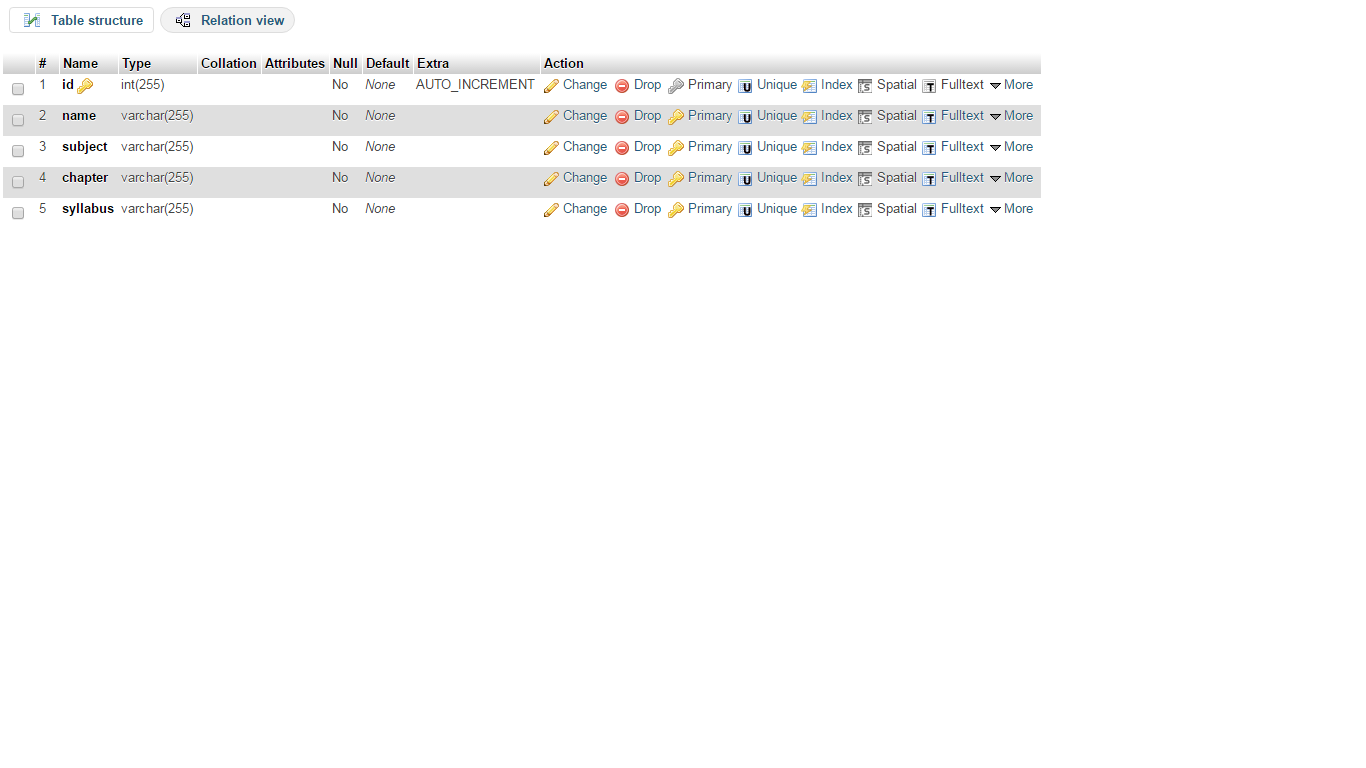 Table structure Relation view
# Name Type Collation Attributes Null Default Extra Action
1 id int(255) No None AUTO_INCREMENT Change Drop Primary Unique Index Spatial Fulltext More
2 name varchar(255) No None Change Drop Primary Unique Index Spatial Fulltext More
3 subject varchar(255) No None Change Drop Primary Unique Index Spatial Fulltext More
4 chapter varchar(255) No None Change Drop Primary Unique Index Spatial Fulltext More
5 syllabus varchar(255) No None Change Drop Primary Unique Index Spatial Fulltext More